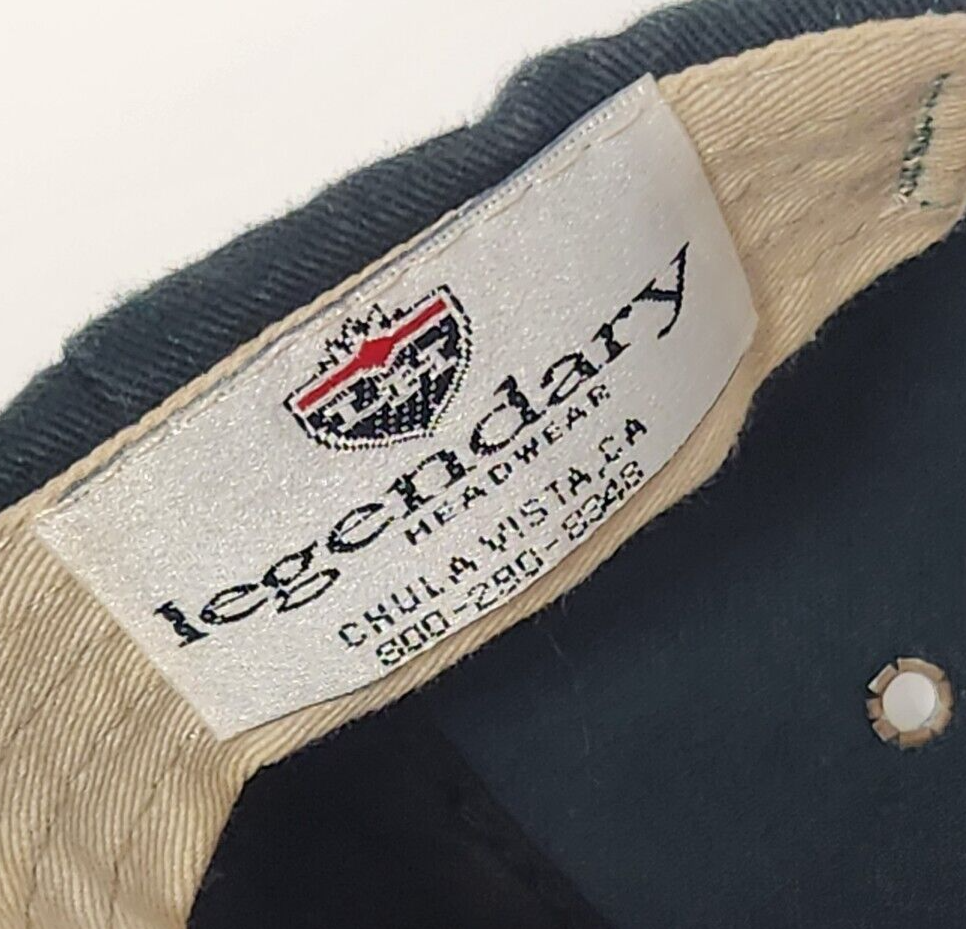 legendary
HEADWEAR
CHULA VISTA, CA
800-290-8348